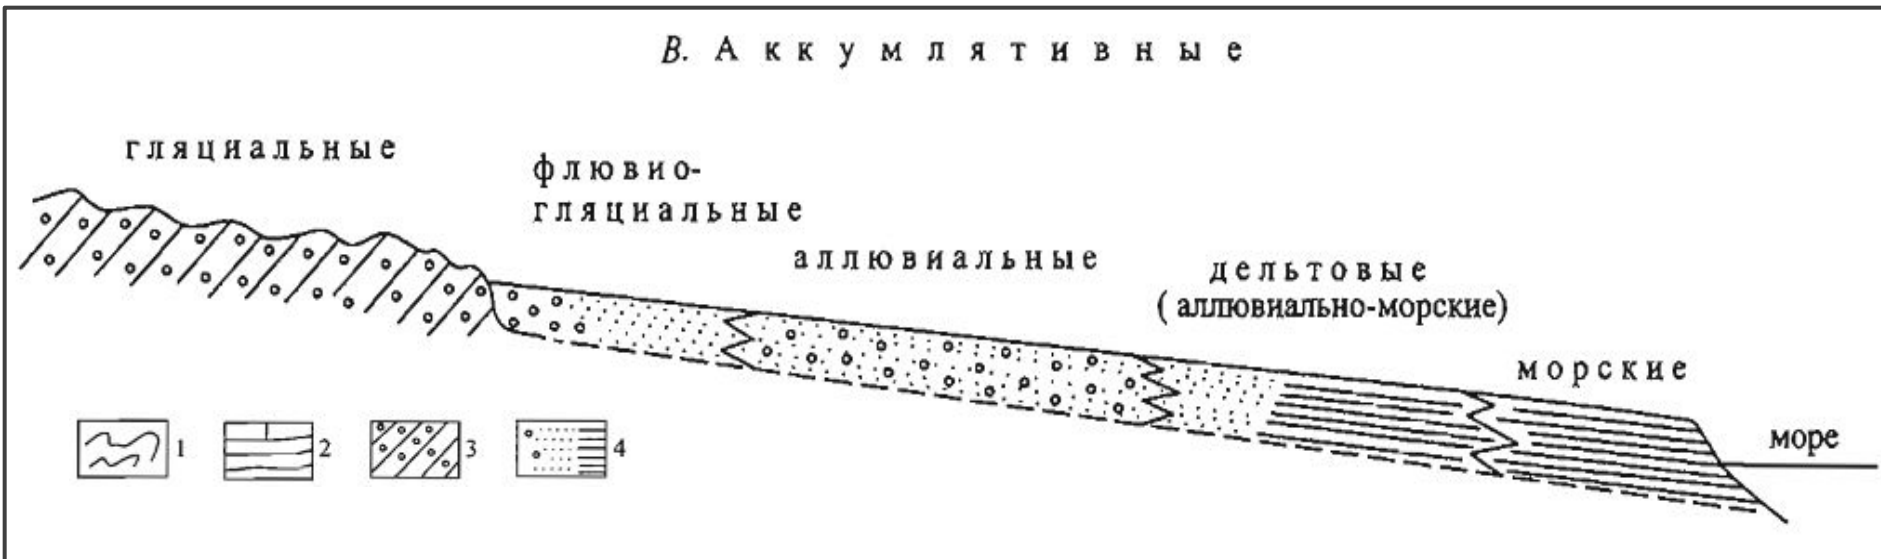 В. Аккумлятивные
гляциальные
флювио-
гляциальные
аллювиальные
дельтовые
(аллювиально-морские)
морские
море
1 2 3 4